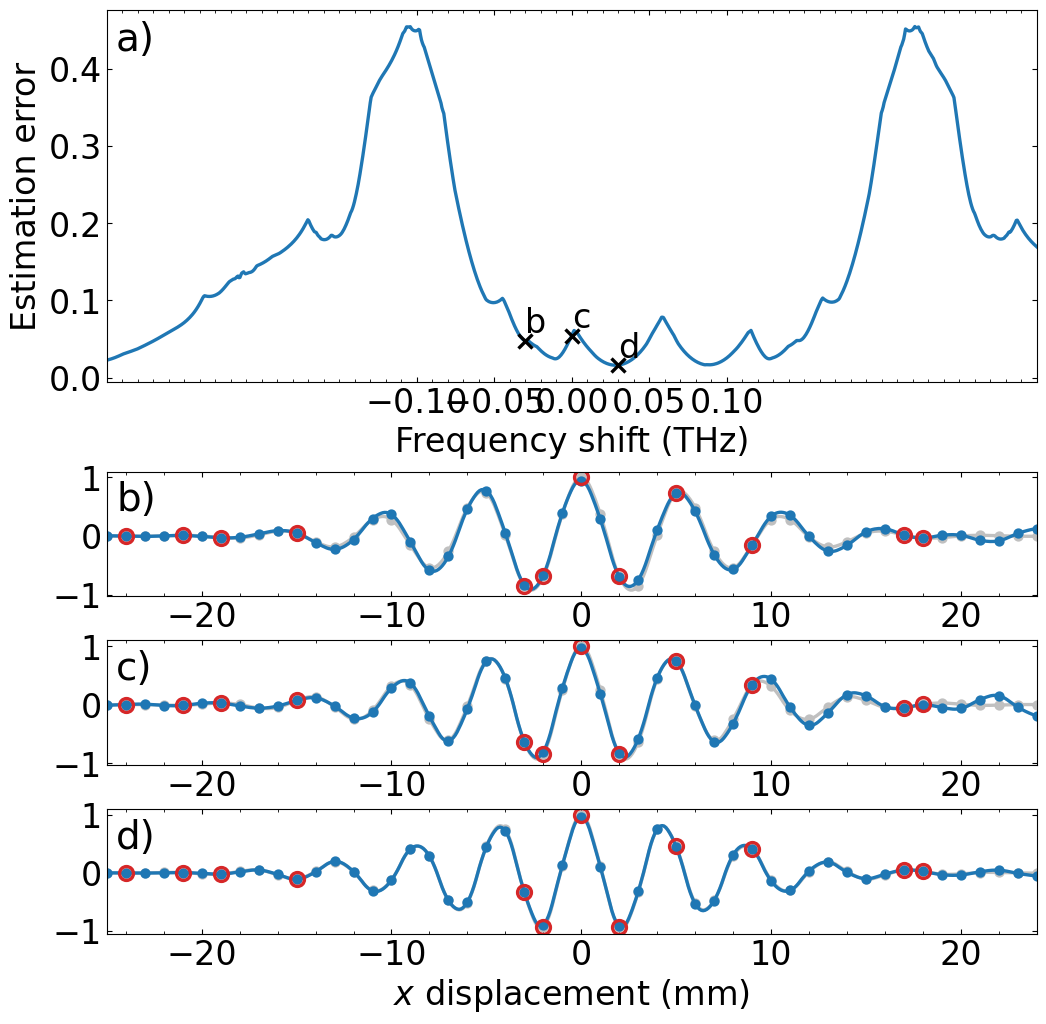 a)
Estimation error
0.4
0.3
0.2
0.1
0.0
b
c
d
−0.10 −0.05 0.00 0.05 0.10
Frequency shift (THz)
b)
1
0
−1
−20 −10 0 10 20
c)
1
0
−1
−20 −10 0 10 20
d)
1
0
−1
−20 −10 0 10 20
x displacement (mm)